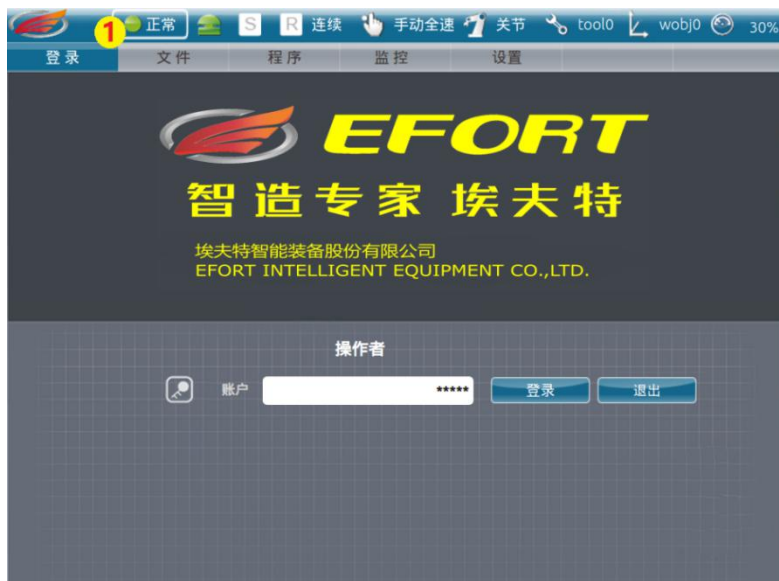 1 正常 S R 连续 手动全速 关节 tool0 wobj0 30%
登录 文件 程序 监控 设置
EFORT
智造专家 埃夫特
埃夫特智能装备股份有限公司
EFORT INTELLIGENT EQUIPMENT CO.,LTD.
操作者
账户 ***** 登录 退出